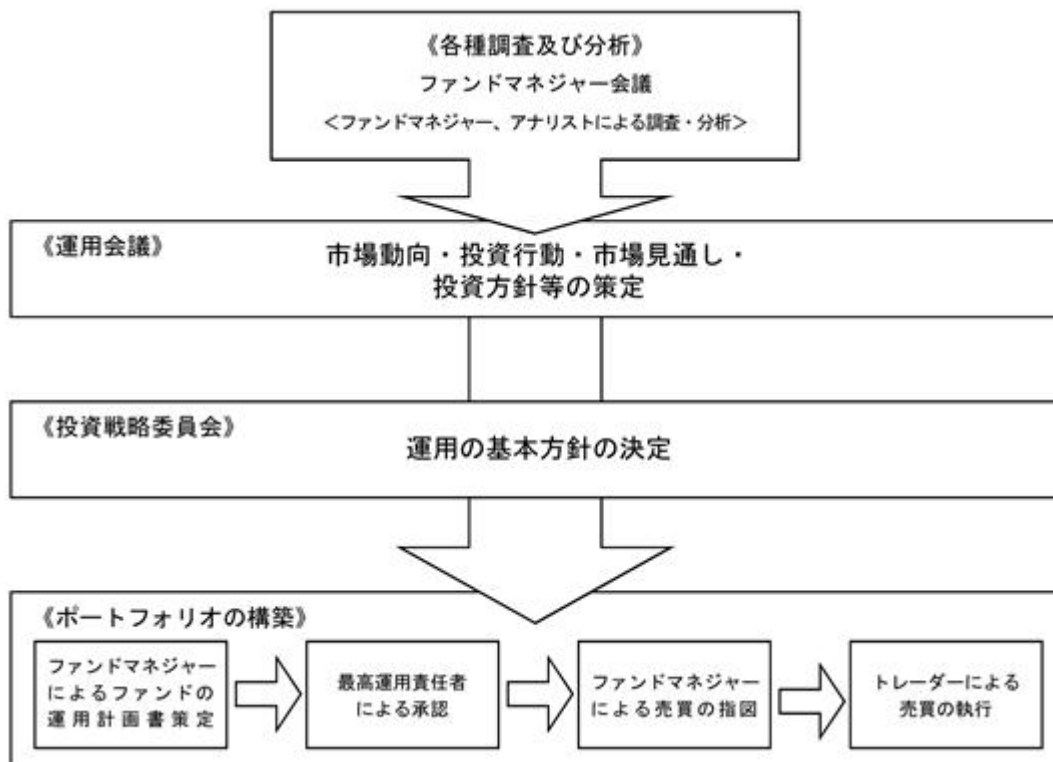 《各種調査及び分析》
ファンドマネジャー会議
＜ファンドマネジャー、アナリストによる調査・分析＞
《運用会議》
市場動向・投資行動・市場見通し・
投資方針等の策定
《投資戦略委員会》
運用の基本方針の決定
《ポートフォリオの構築》
ファンドマネジャー
によるファンドの
運用計画書策定
最高運用責任者
による承認
ファンドマネジャー
による売買の指図
トレーダーによる
売買の執行